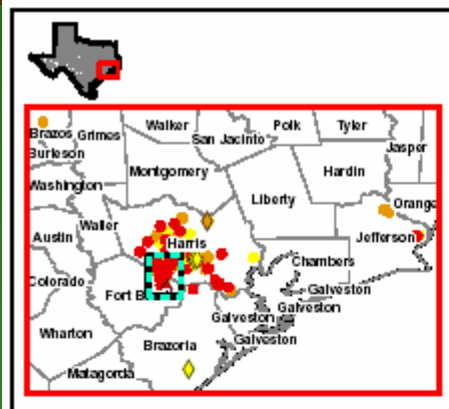 Walker
Polk
Tyler
Brazos
Grimes
San Jacinto
Jasper
Burleson
Montgomery
Hardin
Washington
Liberty
Orange
Waller
Austin
Harris
Jefferson
Chambers
Colorado
Fort B
Galveston
Galveston
Wharton
Galveston
Brazoria
Galveston
Matagorda